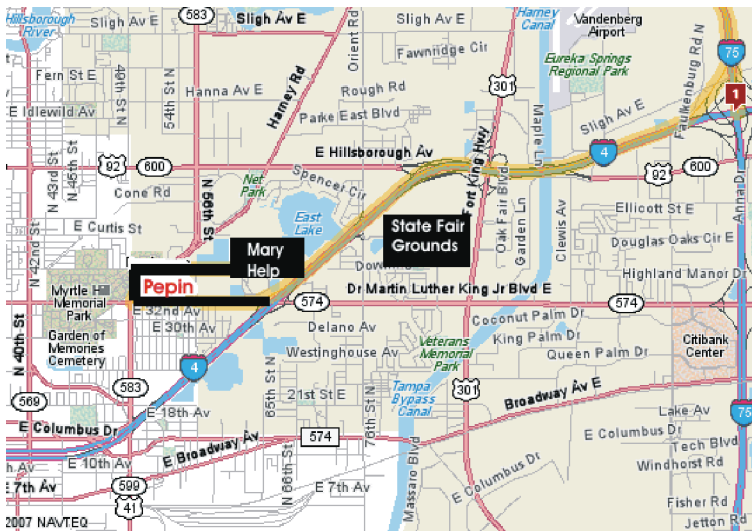 Hillsborough
River
583
Sligh Av E
Sligh Av E
Harney
Canal
Vandenberg
Airport
75
Orient Rd
Fawnridge Cir
301
Eureka Springs
Regional Park
Faulkenburg Rd N
Fern St E
49th St N
54th St N
Hanna Av E
Harney Rd
Rough Rd
Maple Ln
1
E Idlewild Av
Parke East Blvd
Sligh Av E
E Hillsborough Av
Fort King Hwy
4
92
600
92
600
N 43rd St
N 45th St
Cone Rd
N 56th St
Net
Park
Spencer Cir
Oak Fair Blvd
Garden Ln
Clewis Av
Anna Dr
E Curtis St
East
Lake
State Fair
Grounds
Ellicott St
Douglas Oaks Cir E
N 42nd St
Mary
Help
Highland Manor Dr
Pepin
Dr Martin Luther King Jr Blvd E
Myrtle Hill
Memorial
Park
574
574
E 32nd Av
E 30th Av
Delano Av
Coconut Palm Dr
King Palm Dr
Garden of
Memories
Cemetery
N 40th St
Westinghouse Av
Veterans
Memorial
Park
Queen Palm Dr
Citibank
Center
4
583
65th St N
21st St E
76th St N
Tampa
Bypass
Canal
301
Broadway Av E
569
E 18th Av
Lake Av
75
E Columbus Dr
574
E Columbus Dr
Tech Blvd
E Broadway Av
Windhorst Rd
E 10th Av
N 66th St
Massaro Blvd
E Columbus Dr
E 7th Av
599
E 7th Av
Fisher Rd
41
Jetton Rd
2007 NAVTEQ